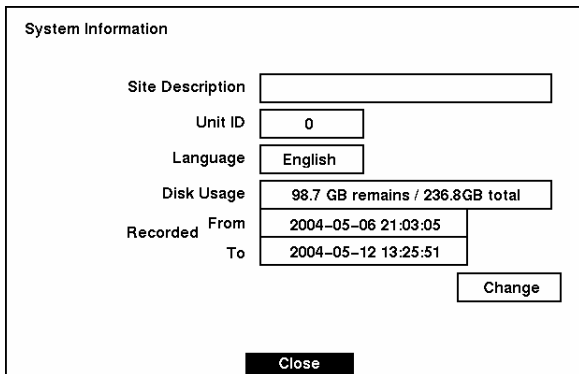 System Information
Site Description
Unit ID 0
Language English
Disk Usage 98.7 GB remains / 236.8GB total
Recorded From 2004-05-06 21:03:05
To 2004-05-12 13:25:51
Change
Close